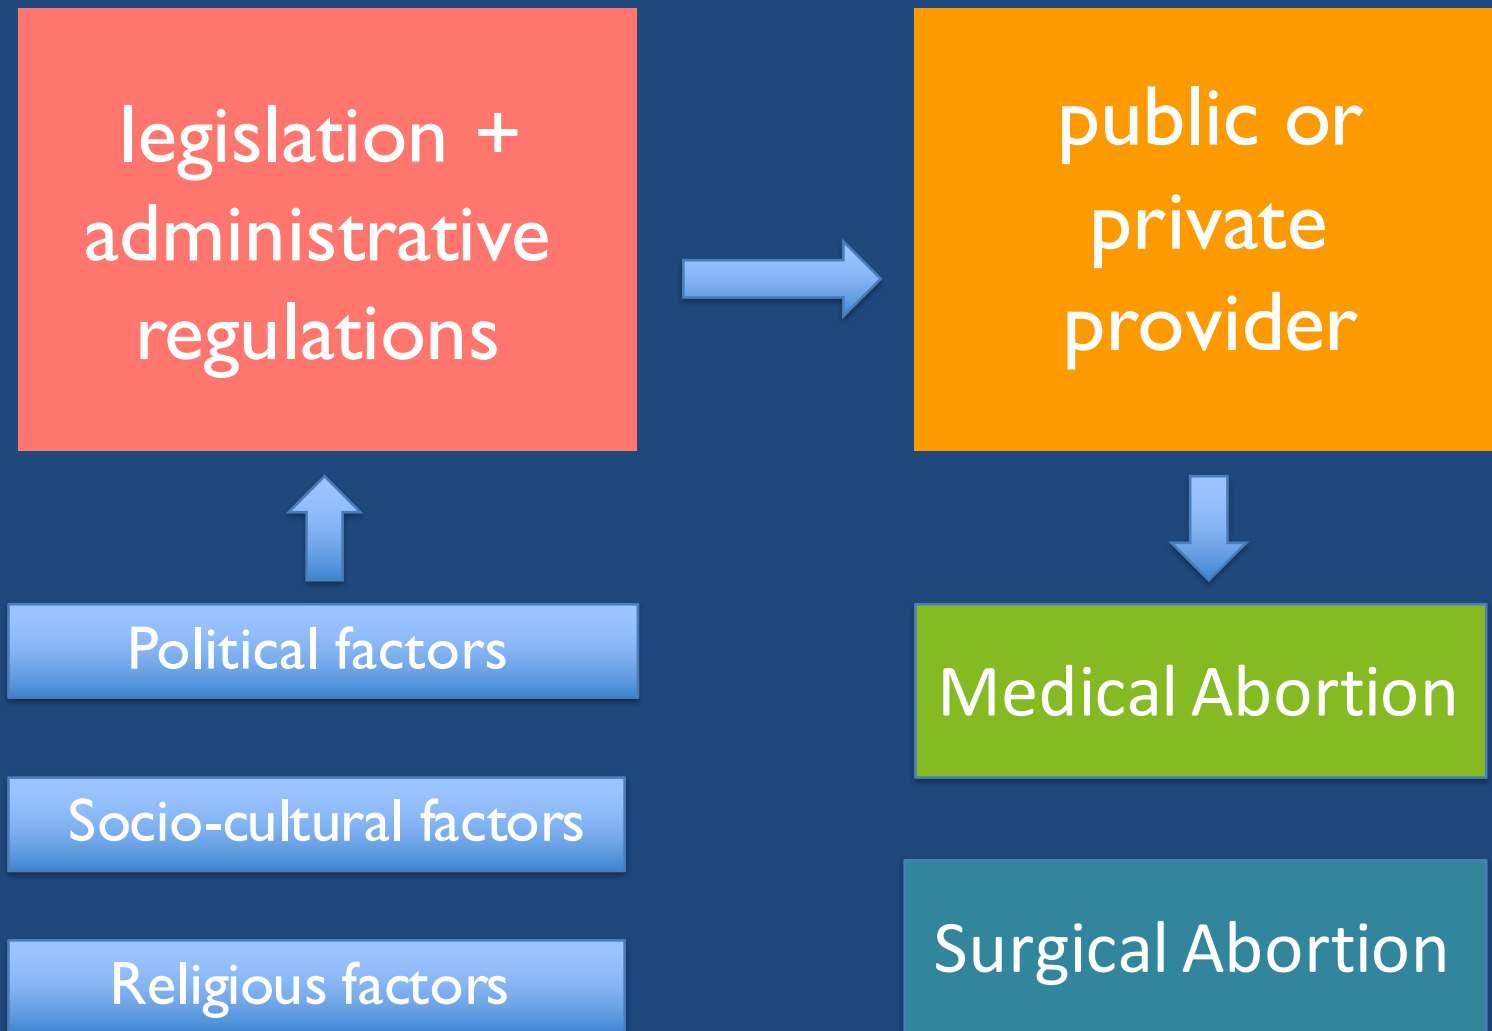 legislation +
administrative
regulations
public or
private
provider
Political factors
Socio-cultural factors
Religious factors
Medical Abortion
Surgical Abortion